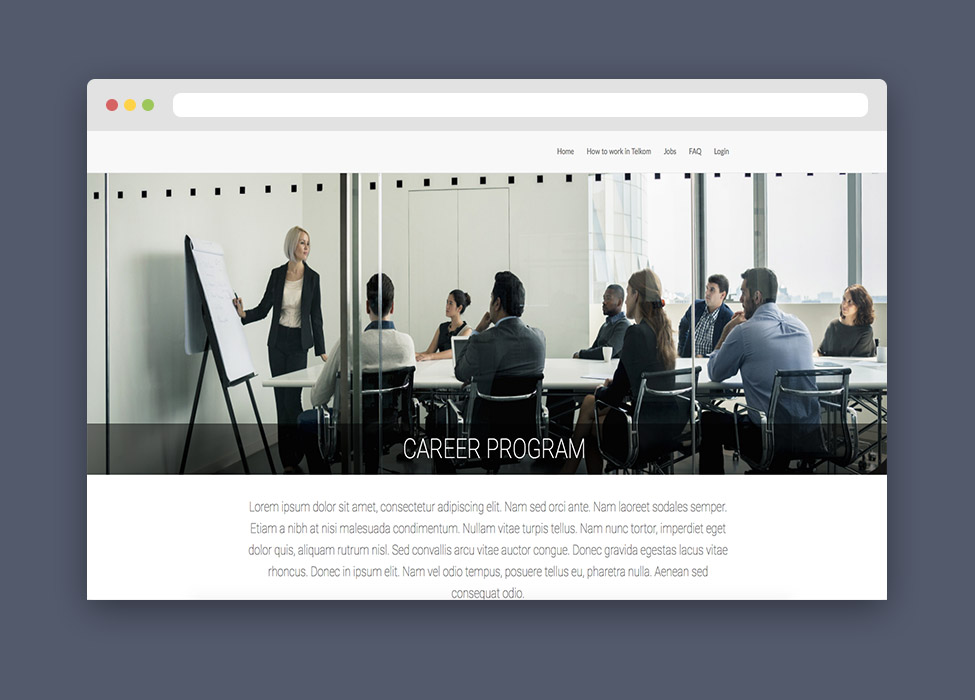 Home How to work in Telkom Jobs FAQ Login
CAREER PROGRAM
Lorem ipsum dolor sit amet, consectetur adipiscing elit. Nam sed orci ante. Nam laoreet sodales semper.
Etiam a nibh at nisi malesuada condimentum. Nullam vitae turpis tellus. Nam nunc tortor, imperdiet eget
dolor quis, aliquam rutrum nisl. Sed convallis arcu vitae auctor congue. Donec gravida egestas lacus vitae
rhoncus. Donec in ipsum elit. Nam vel odio tempus, posuere tellus eu, pharetra nulla. Aenean sed
consequat odio.